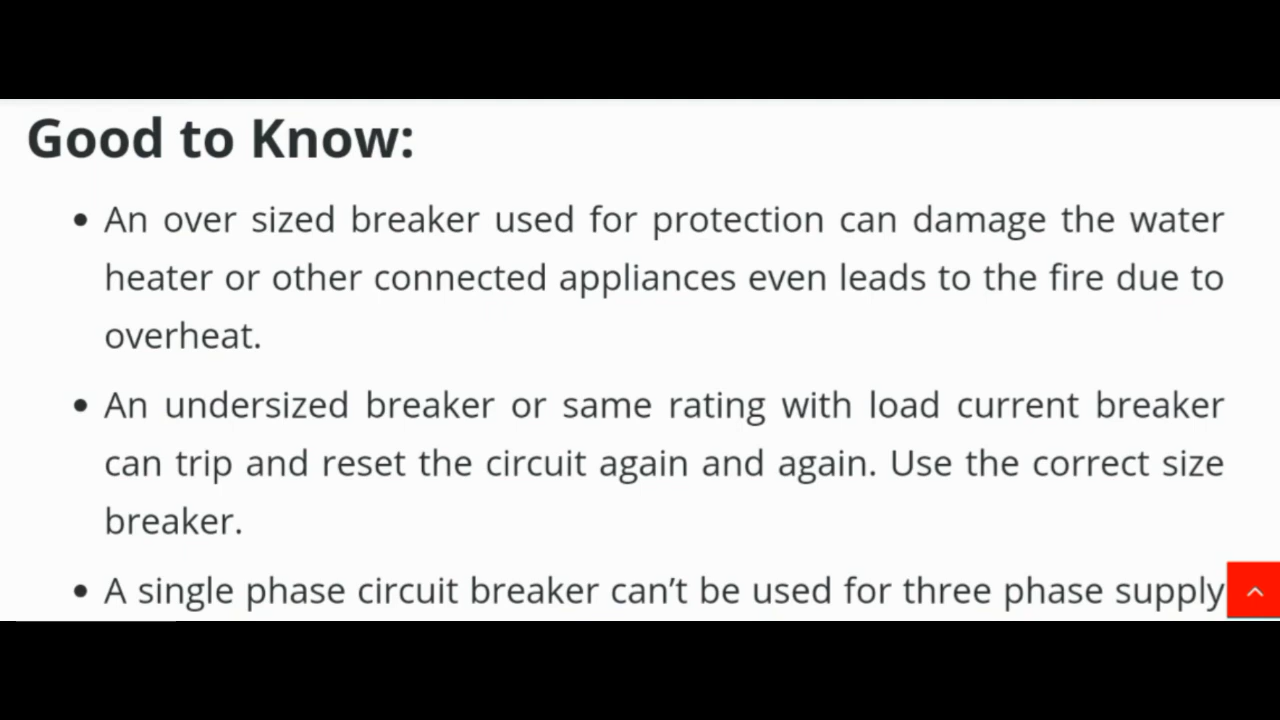 Good to Know:
• An over sized breaker used for protection can damage the water
heater or other connected appliances even leads to the fire due to
overheat.
• An undersized breaker or same rating with load current breaker
can trip and reset the circuit again and again. Use the correct size
breaker.
• A single phase circuit breaker can’t be used for three phase supply